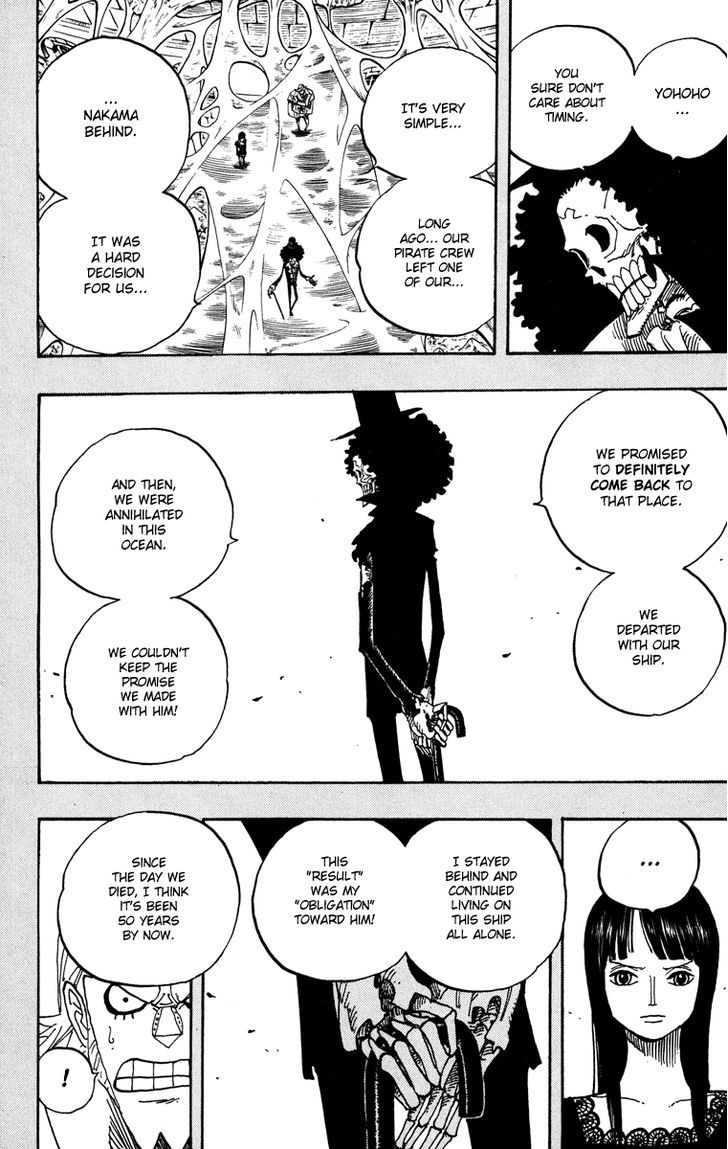 YOHOHO
...
YOU
SURE DON'T
CARE ABOUT
TIMING.
IT'S VERY
SIMPLE...
LONG
AGO... OUR
PIRATE CREW
LEFT ONE
OF OUR...
...
NAKAMA
BEHIND.
IT WAS
A HARD
DECISION
FOR US...
WE PROMISED
TO DEFINITELY
COME BACK TO
THAT PLACE.
WE
DEPARTED
WITH OUR
SHIP.
AND THEN,
WE WERE
ANNIHILATED
IN THIS
OCEAN.
WE COULDN'T
KEEP THE
PROMISE
WE MADE
WITH HIM!
...
I STAYED
BEHIND AND
CONTINUED
LIVING ON
THIS SHIP
ALL ALONE.
THIS
"RESULT"
WAS MY
"OBLIGATION"
TOWARD HIM!
SINCE
THE DAY WE
DIED, I THINK
IT'S BEEN
50 YEARS
BY NOW.
!